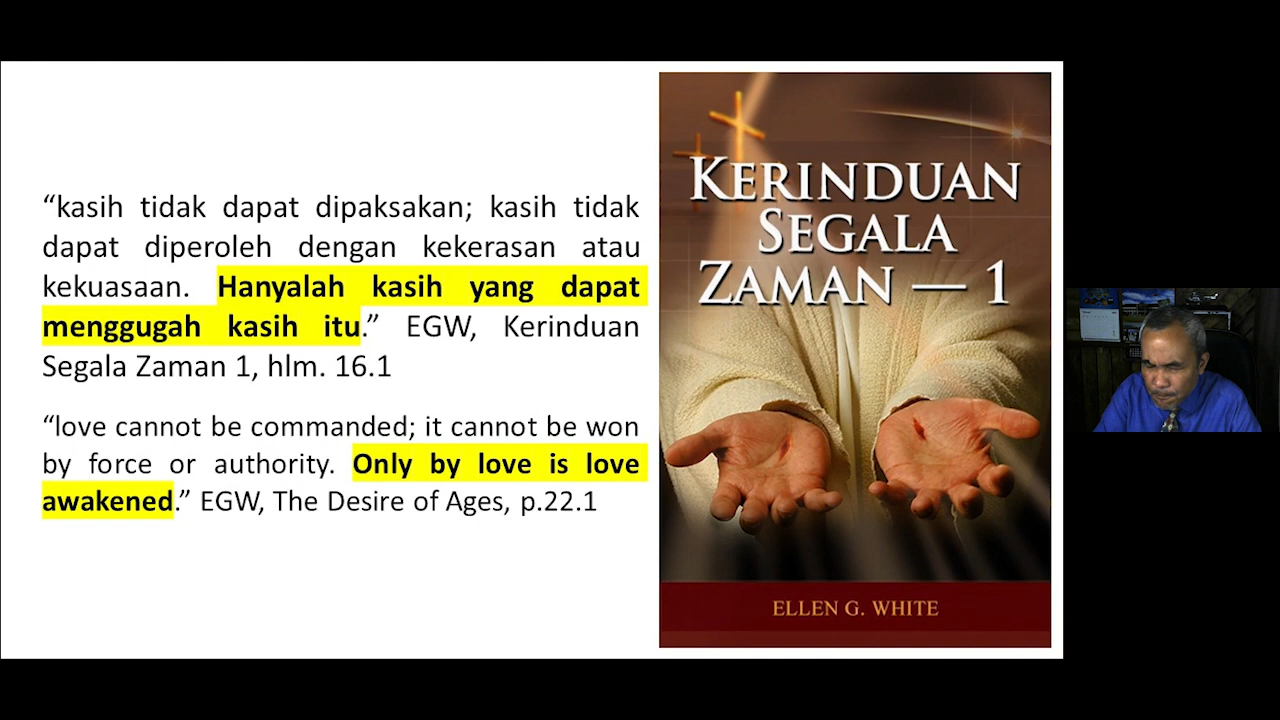 “kasih tidak dapat dipaksakan; kasih tidak
dapat diperoleh dengan kekerasan atau
kekuasaan. Hanyalah kasih yang dapat
menggugah kasih itu.” EGW, Kerinduan
Segala Zaman 1, hlm. 16.1
“love cannot be commanded; it cannot be won
by force or authority. Only by love is love
awakened.” EGW, The Desire of Ages, p.22.1
KERINDUAN
SEGALA
ZAMAN — 1
ELLEN G. WHITE